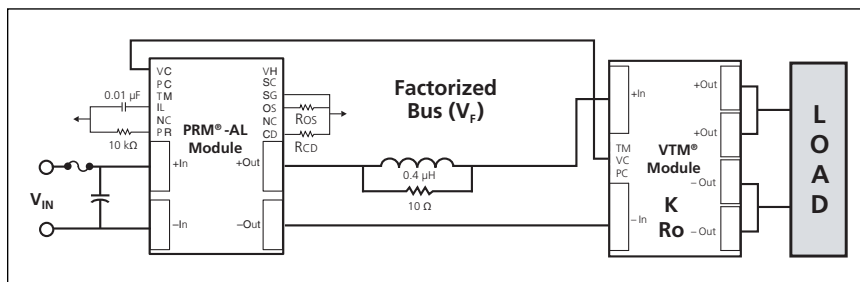 VC
PC
TM
IL
NC
PR
0.01 µF
10 kΩ
PRM®-AL
Module
VH
SC
SG
OS
NC
CD
ROS
RCD
+In
–In
+Out
–Out
VIN
Factorized
Bus (VF)
0.4 µH
10 Ω
+In
–In
TM
VC
PC
VTM®
Module
K
Ro
+Out
+Out
–Out
–Out
LOAD